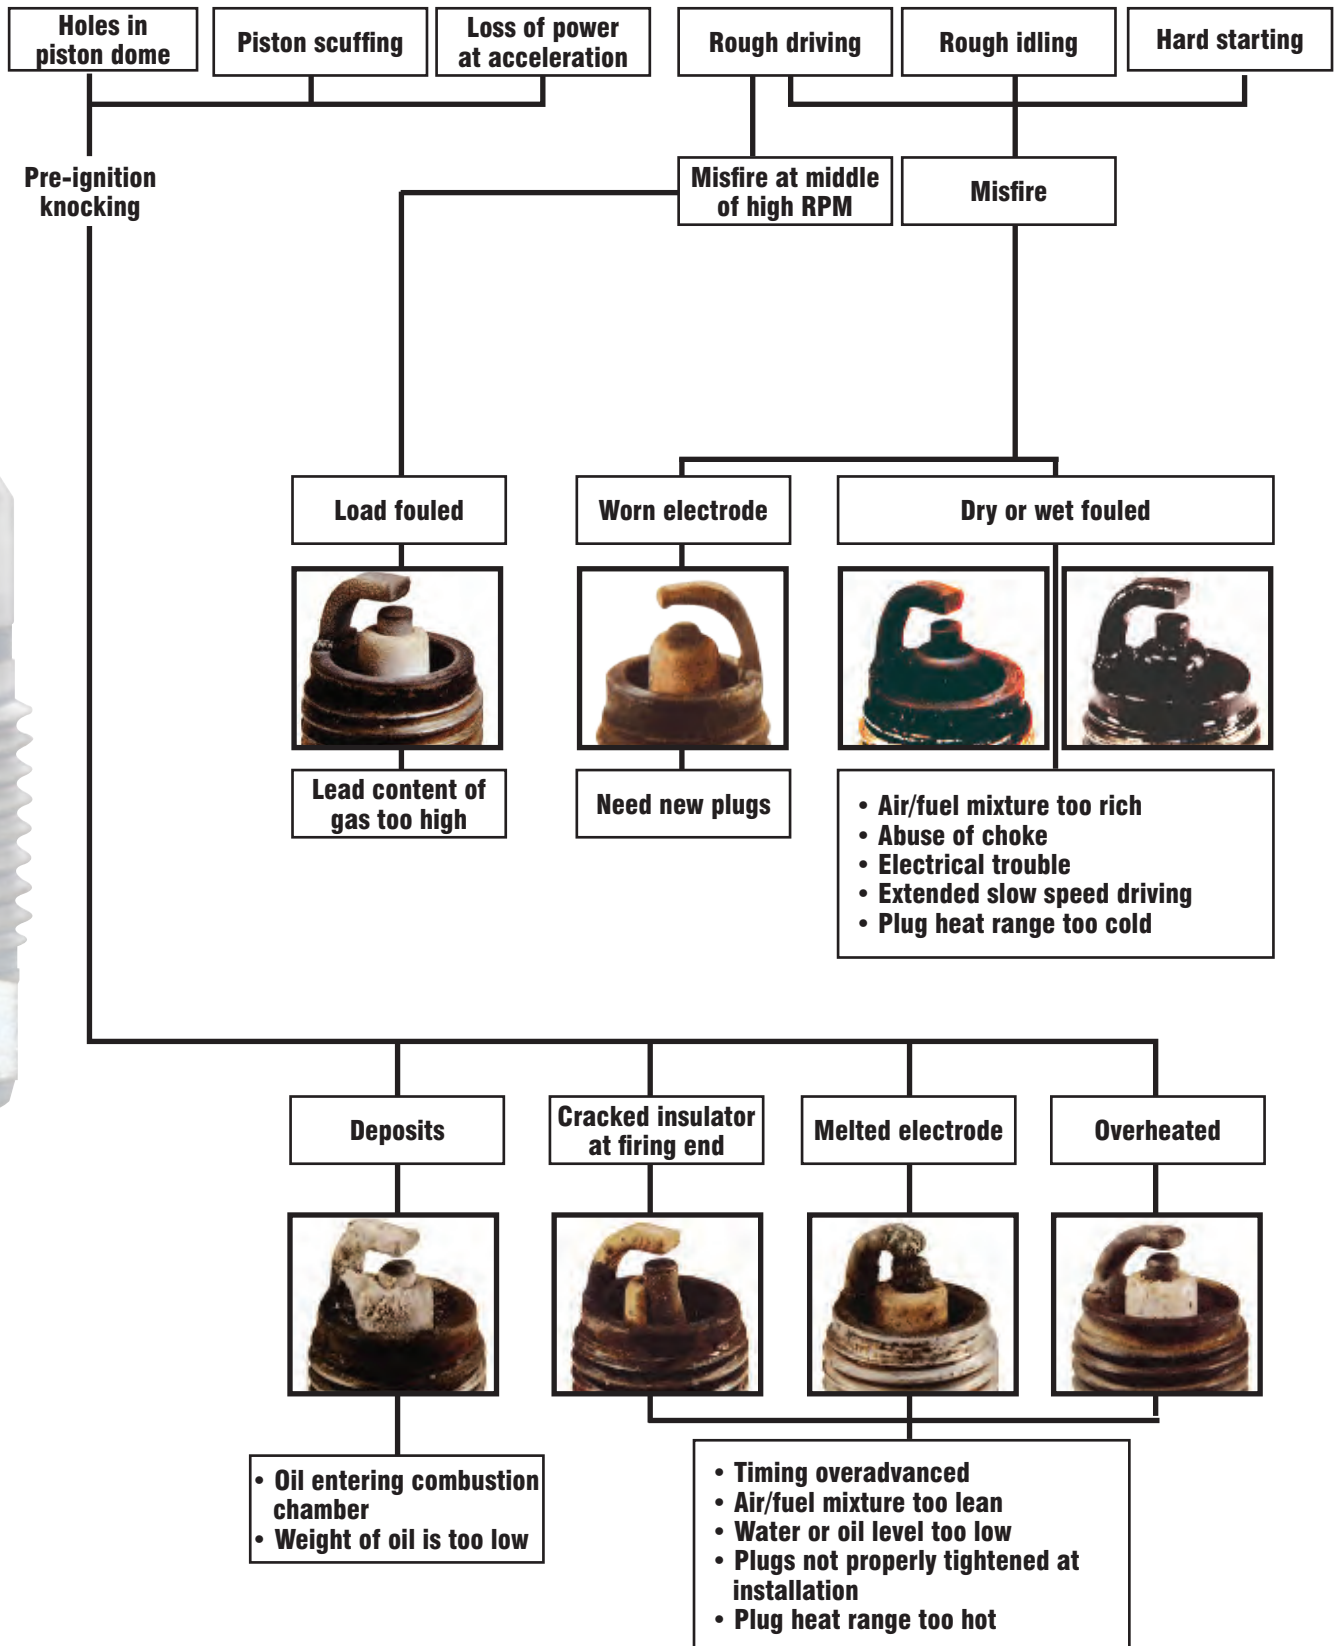 Holes in
piston dome
Piston scuffing
Loss of power
at acceleration
Rough driving
Rough idling
Hard starting
Pre-ignition
knocking
Misfire at middle
of high RPM
Misfire
Load fouled
Worn electrode
Dry or wet fouled
Lead content of
gas too high
Need new plugs
• Air/fuel mixture too rich
• Abuse of choke
• Electrical trouble
• Extended slow speed driving
• Plug heat range too cold
Deposits
Cracked insulator
at firing end
Melted electrode
Overheated
• Oil entering combustion
chamber
• Weight of oil is too low
• Timing overadvanced
• Air/fuel mixture too lean
• Water or oil level too low
• Plugs not properly tightened at
installation
• Plug heat range too hot